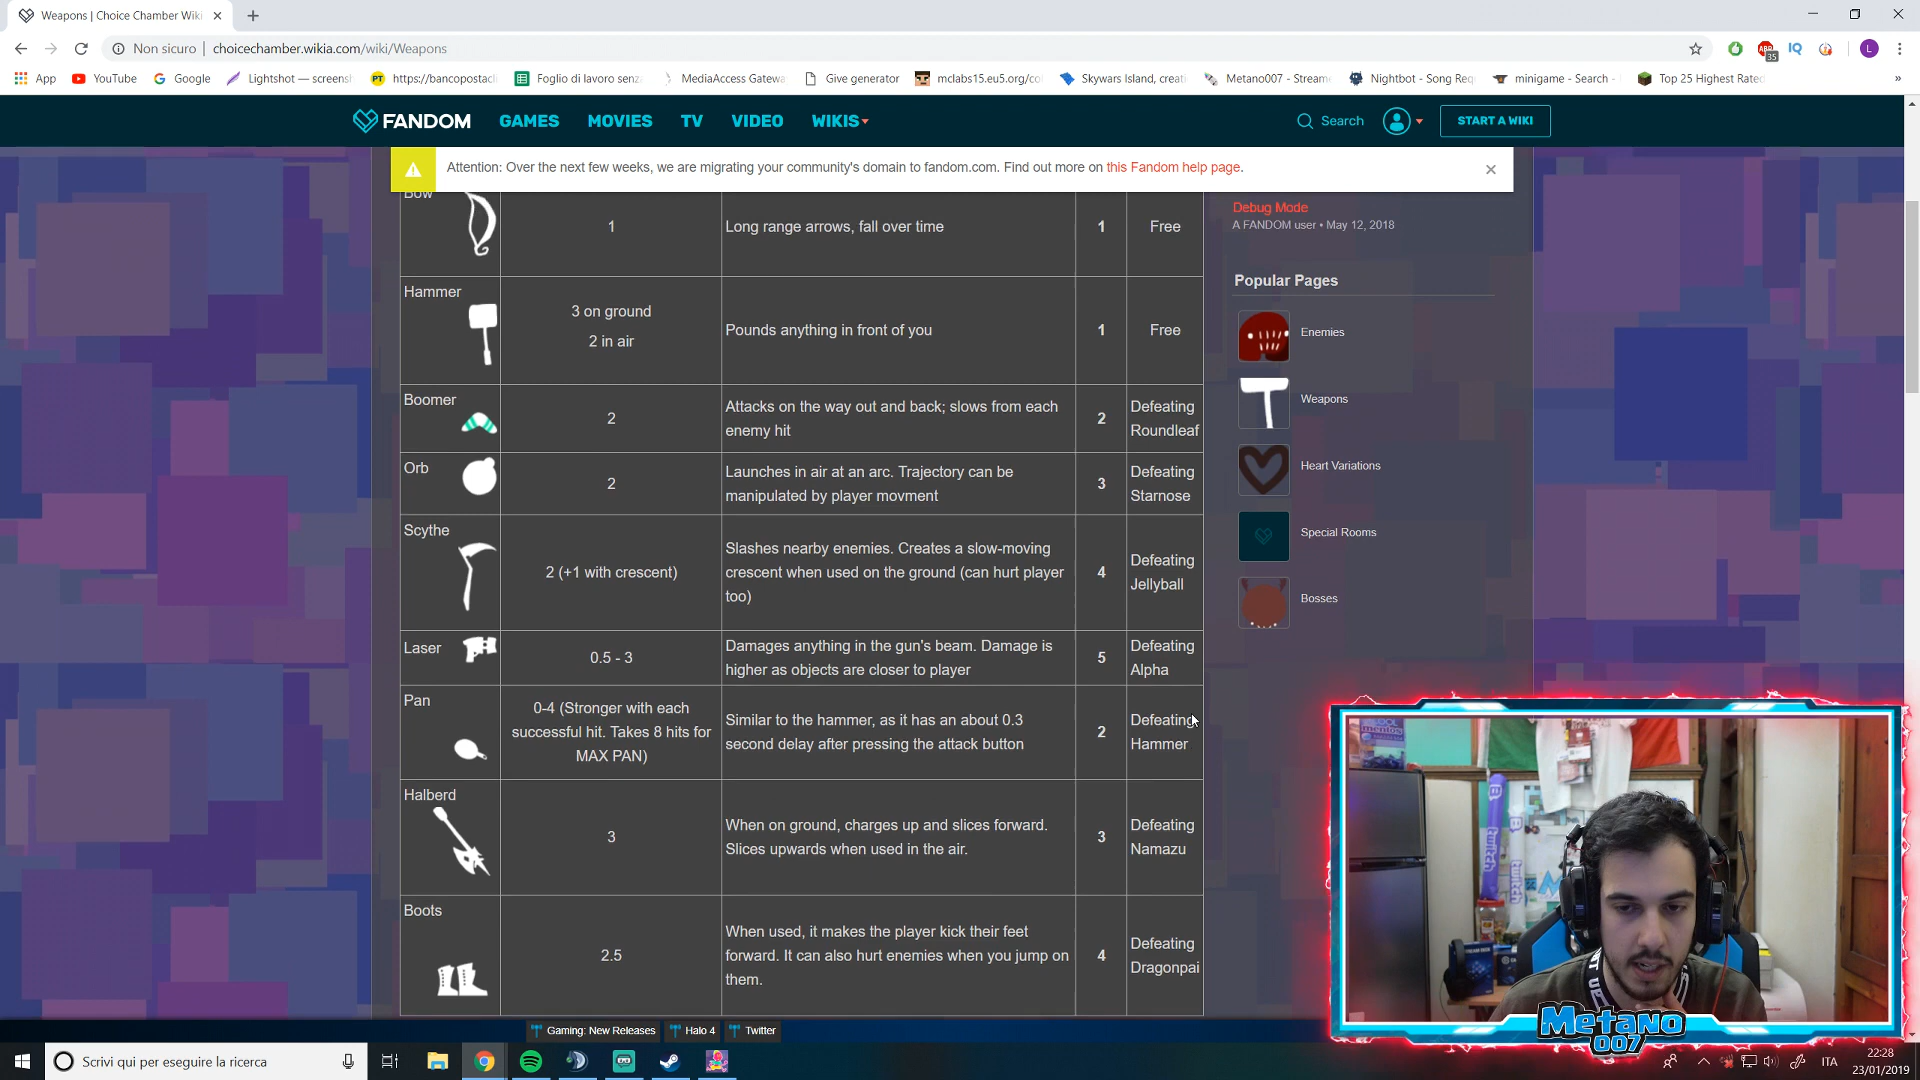 Weapons | Choice Chamber Wiki
Non sicuro | choicechamber.wikia.com/wiki/Weapons
App YouTube Google Lightshot — screensh https://bancopostacli Foglio di lavoro senz MediaAccess Gatewa Give generator mclabs15.eu5.org/co Skywars Island, creati Metano007 - Streame Nightbot - Song Req minigame - Search - Top 25 Highest Rated »
FANDOM GAMES MOVIES TV VIDEO WIKIS Search START A WIKI
Attention: Over the next few weeks, we are migrating your community's domain to fandom.com. Find out more on this Fandom help page.
Bow
1
Long range arrows, fall over time
1
Free
Hammer
3 on ground
2 in air
Pounds anything in front of you
1
Free
Boomer
2
Attacks on the way out and back; slows from each
enemy hit
2
Defeating
Roundleaf
Orb
2
Launches in air at an arc. Trajectory can be
manipulated by player movment
3
Defeating
Starnose
Scythe
2 (+1 with crescent)
Slashes nearby enemies. Creates a slow-moving
crescent when used on the ground (can hurt player
too)
4
Defeating
Jellyball
Laser
0.5 - 3
Damages anything in the gun's beam. Damage is
higher as objects are closer to player
5
Defeating
Alpha
Pan
0-4 (Stronger with each
successful hit. Takes 8 hits for
MAX PAN)
Similar to the hammer, as it has an about 0.3
second delay after pressing the attack button
2
Defeating
Hammer
Halberd
3
When on ground, charges up and slices forward.
Slices upwards when used in the air.
3
Defeating
Namazu
Boots
2.5
When used, it makes the player kick their feet
forward. It can also hurt enemies when you jump on
them.
4
Defeating
Dragonpai
Debug Mode
A FANDOM user • May 12, 2018
Popular Pages
Enemies
Weapons
Heart Variations
Special Rooms
Bosses
Gaming: New Releases Halo 4 Twitter
mentos
twitch
METANO
007
Scrivi qui per eseguire la ricerca
ITA
22:28
23/01/2019